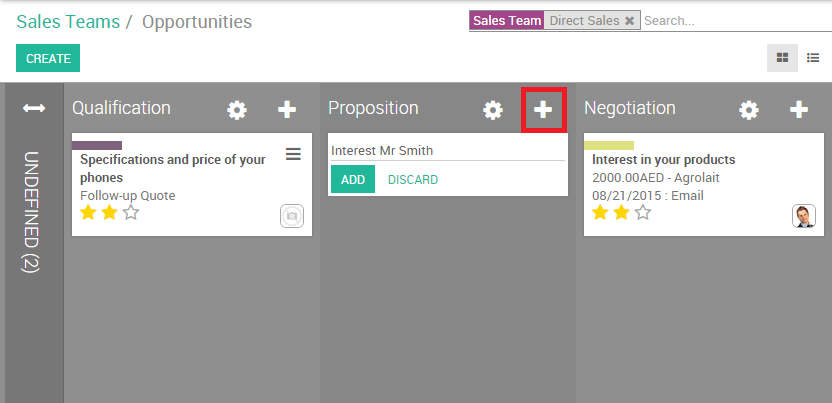 Sales Teams / Opportunities
Sales Team Direct Sales ✖ Search...
CREATE
UNDEFINED (2)
Qualification
Specifications and price of your
phones
Follow-up Quote
Proposition
Interest Mr Smith
ADD DISCARD
Negotiation
Interest in your products
2000.00AED - Agrolait
08/21/2015 : Email